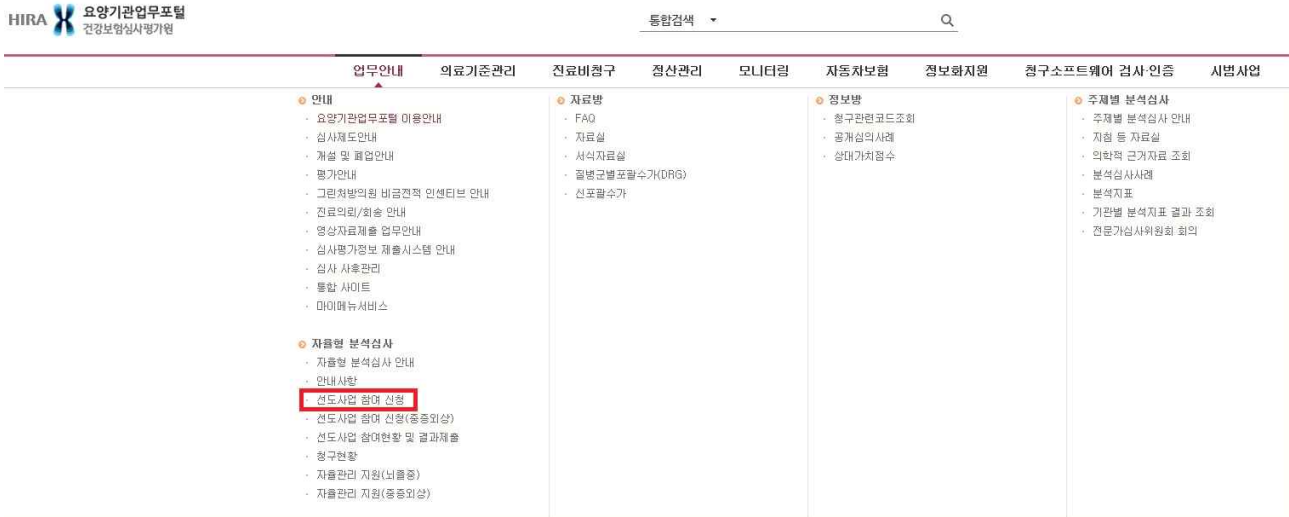 HIRA 요양기관업무포털
건강보험심사평가원
통합검색
업무안내 의료기준관리 진료비청구 정산관리 모니터링 자동차보험 정보화지원 청구소프트웨어 검사·인증 시범사업
안내
· 요양기관업무포털 이용안내
· 심사제도안내
· 개설 및 폐업안내
· 평가안내
· 그린처방의원 비금전적 인센티브 안내
· 진료의뢰/회송 안내
· 영상자료제출 업무안내
· 심사평가정보 제출시스템 안내
· 심사 사후관리
· 통합 사이트
· 마이메뉴서비스
자율형 분석심사
· 자율형 분석심사 안내
· 안내사항
· 선도사업 참여 신청
· 선도사업 참여 신청(중증외상)
· 선도사업 참여현황 및 결과제출
· 청구현황
· 자율관리 지원(뇌졸중)
· 자율관리 지원(중증외상)
자료방
· FAQ
· 자료실
· 서식자료실
· 질병군별포괄수가(DRG)
· 신포괄수가
정보방
· 청구관련코드조회
· 공개심의사례
· 상대가치점수
주제별 분석심사
· 주제별 분석심사 안내
· 지침 등 자료실
· 의학적 근거자료 조회
· 분석심사사례
· 분석지표
· 기관별 분석지표 결과 조회
· 전문가심사위원회 회의